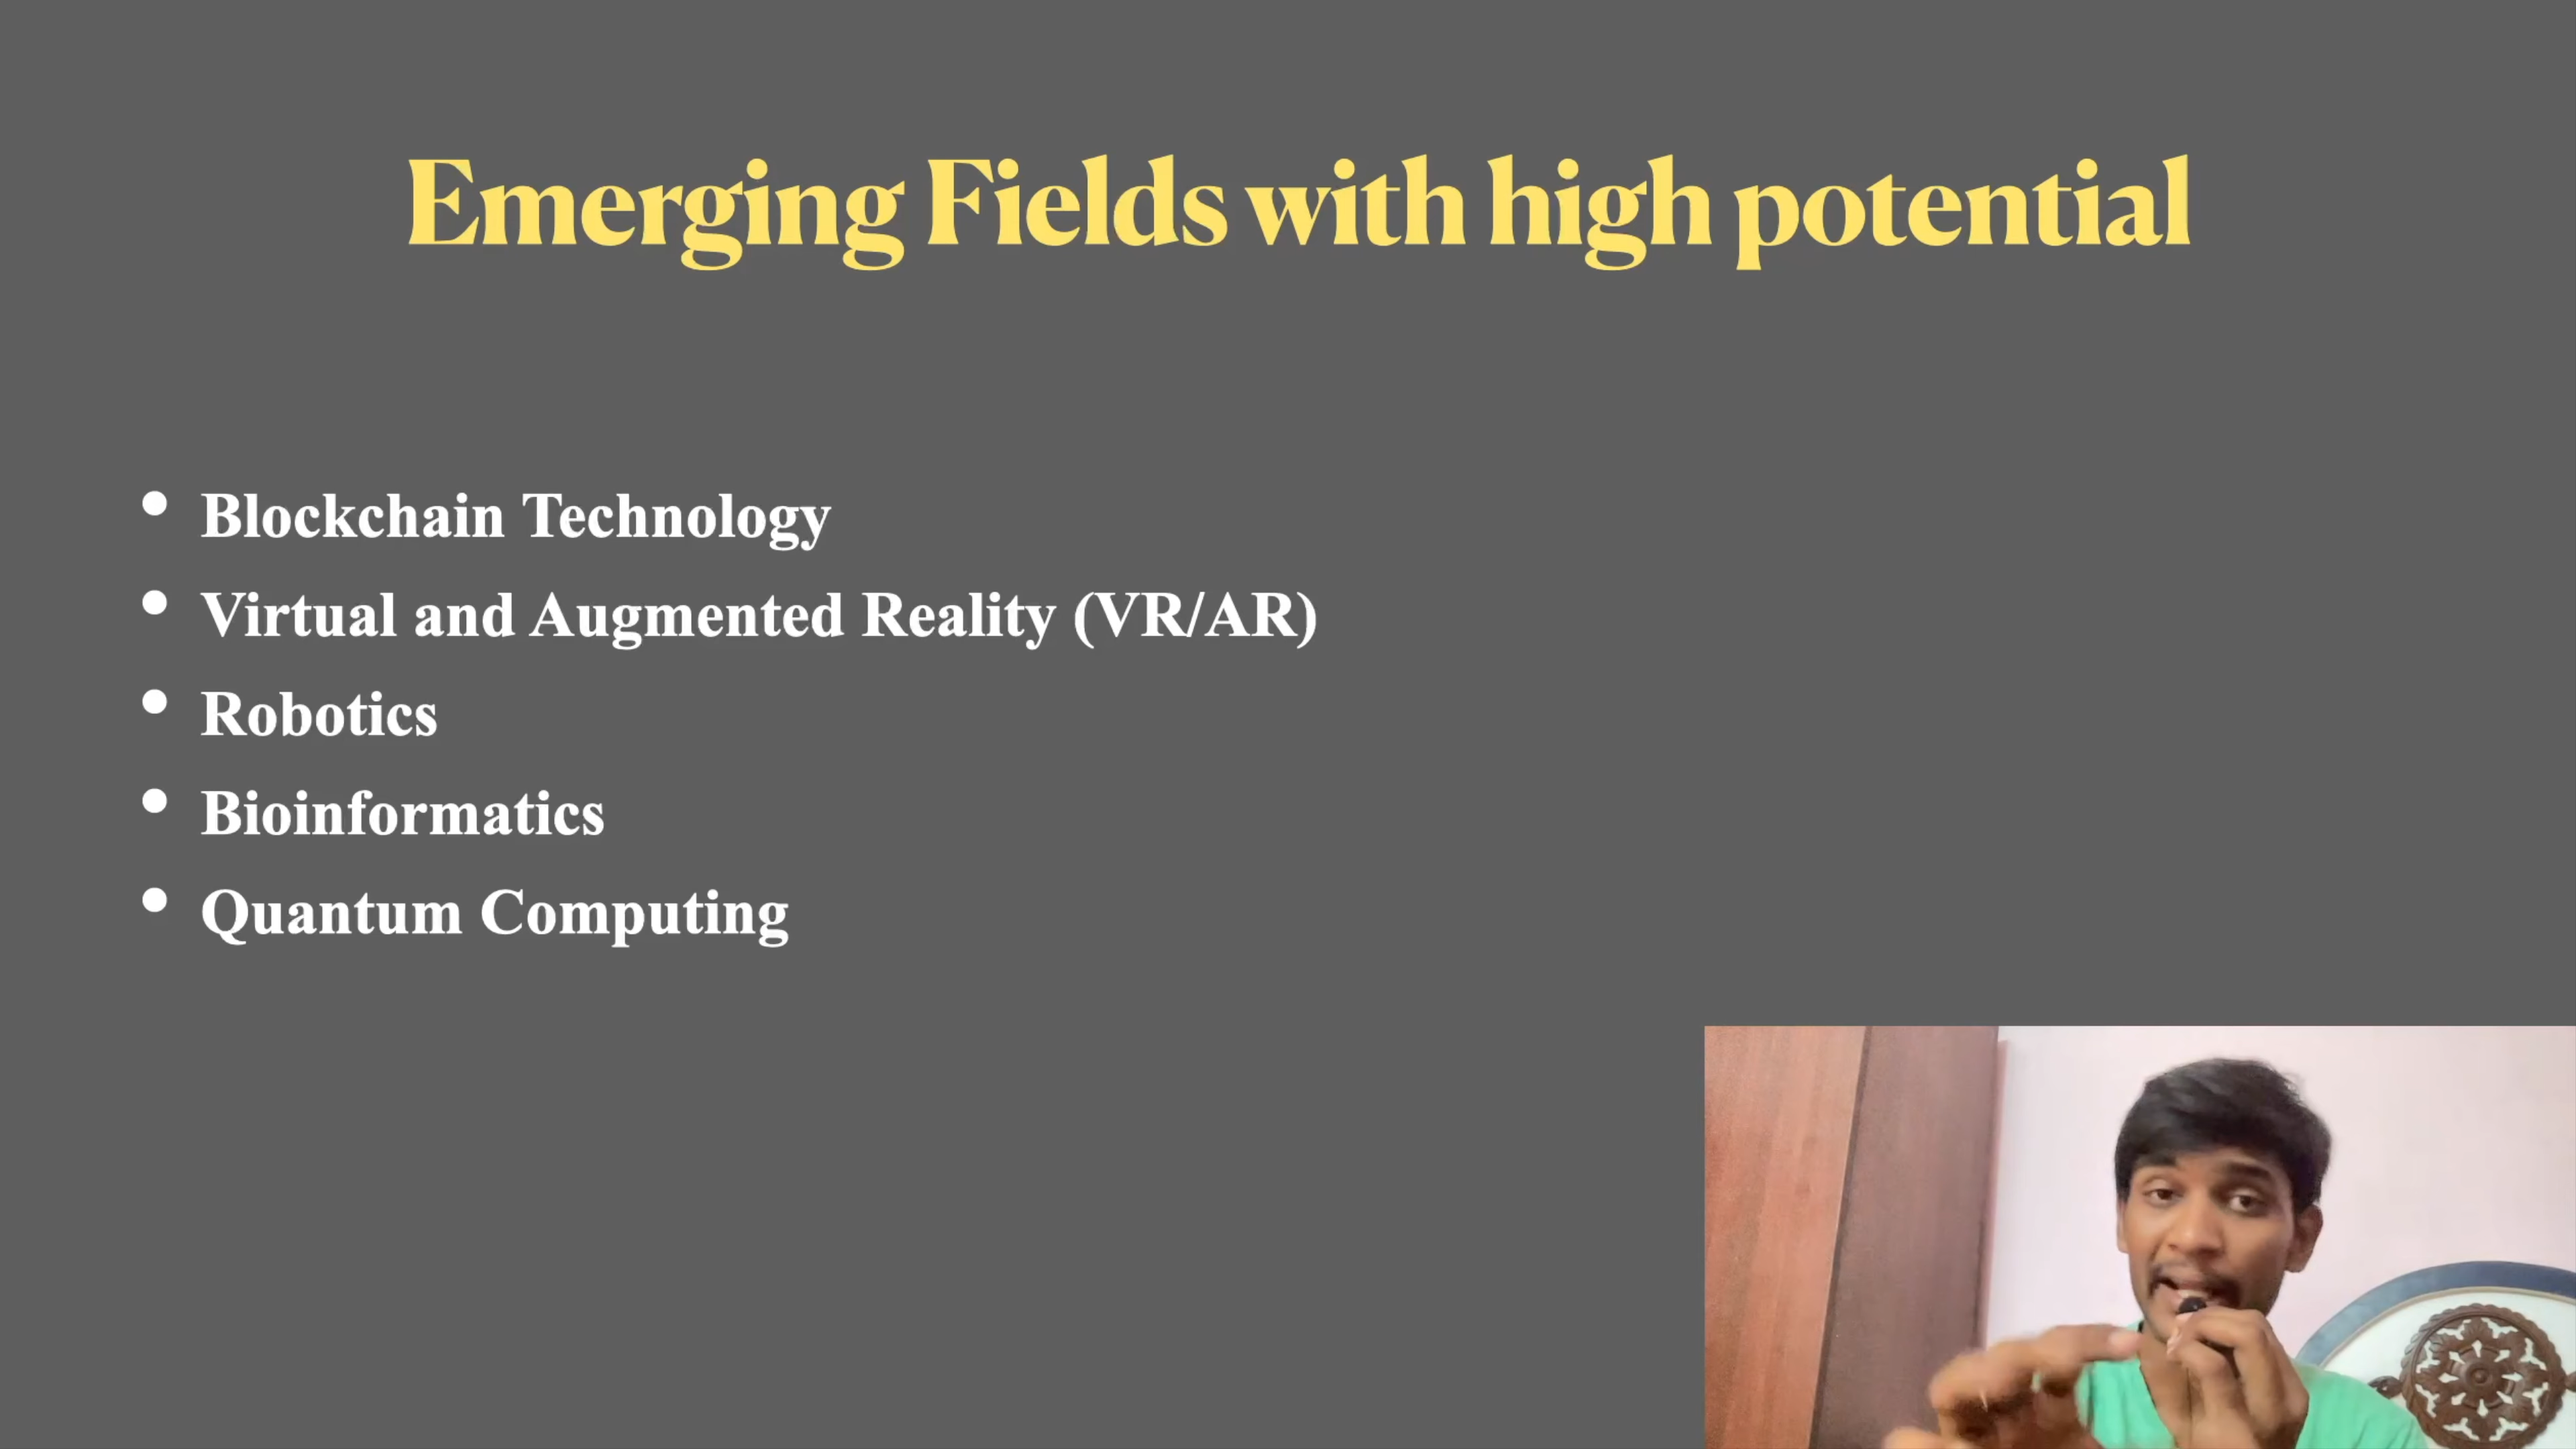 Emerging Fields with high potential
• Blockchain Technology
• Virtual and Augmented Reality (VR/AR)
• Robotics
• Bioinformatics
• Quantum Computing